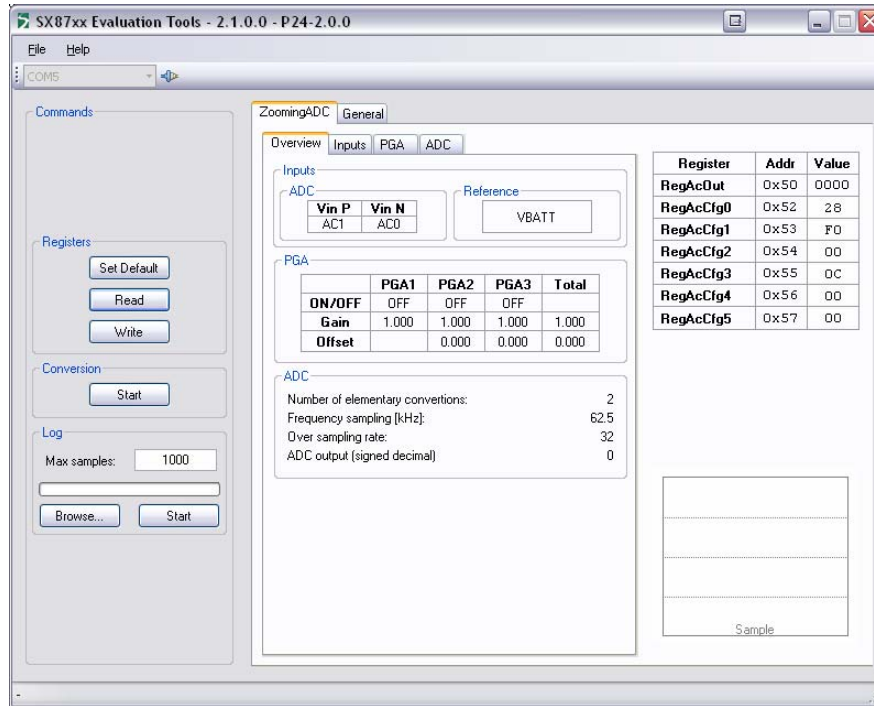 SX87xx Evaluation Tools - 2.1.0.0 - P24-2.0.0
File Help
COM5
Commands
Registers
Set Default
Read
Write
Conversion
Start
Log
Max samples: 1000
Browse... Start
ZoomingADC General
Overview Inputs PGA ADC
Inputs
ADC
Vin P Vin N
AC1 AC0
Reference
VBATT
PGA
PGA1 PGA2 PGA3 Total
ON/OFF OFF OFF OFF
Gain 1.000 1.000 1.000 1.000
Offset 0.000 0.000 0.000
ADC
Number of elementary convertions: 2
Frequency sampling [kHz]: 62.5
Over sampling rate: 32
ADC output (signed decimal) 0
Register Addr Value
RegAcOut 0x50 0000
RegAcCfg0 0x52 28
RegAcCfg1 0x53 F0
RegAcCfg2 0x54 00
RegAcCfg3 0x55 0C
RegAcCfg4 0x56 00
RegAcCfg5 0x57 00
Sample
-